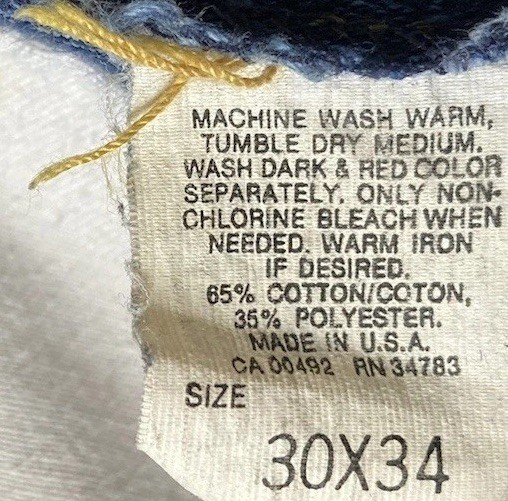 MACHINE WASH WARM,
TUMBLE DRY MEDIUM.
WASH DARK & RED COLOR
SEPARATELY. ONLY NON-
CHLORINE BLEACH WHEN
NEEDED. WARM IRON
IF DESIRED.
65% COTTON/COTON,
35% POLYESTER.
MADE IN U.S.A.
CA 00492 RN 34783
SIZE
30X34